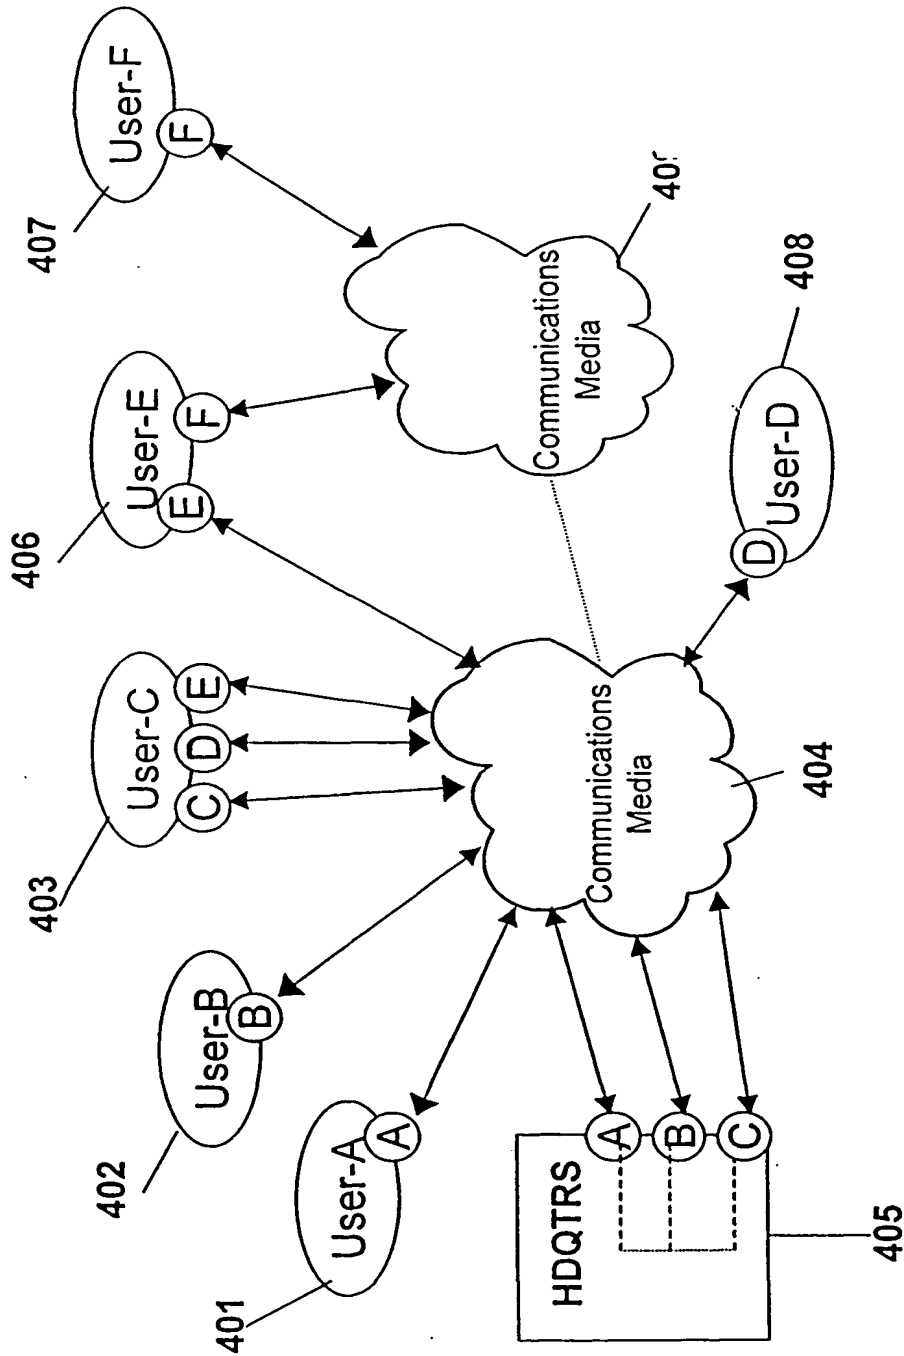 401
User-A
A
402
User-B
B
403
User-C
C
D
E
406
User-E
E
F
407
User-F
F
HDQTRS
A
B
C
405
Communications
Media
404
Communications
Media
D
User-D
408